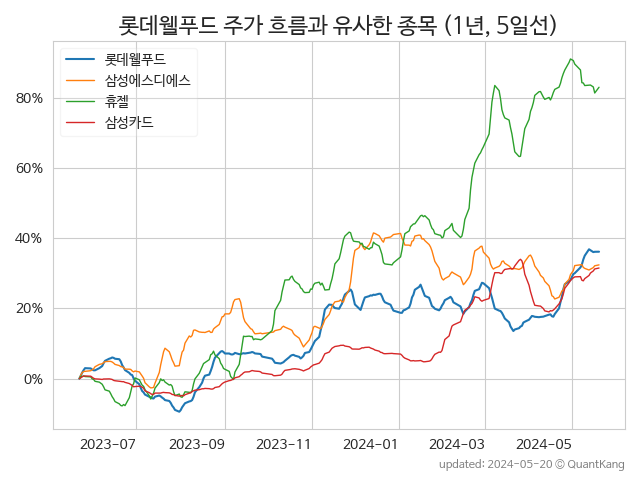 롯데웰푸드 주가 흐름과 유사한 종목 (1년, 5일선)
롯데웰푸드
삼성에스디에스
휴젤
삼성카드
80%
60%
40%
20%
0%
2023-07 2023-09 2023-11 2024-01 2024-03 2024-05
updated: 2024-05-20 © QuantKang